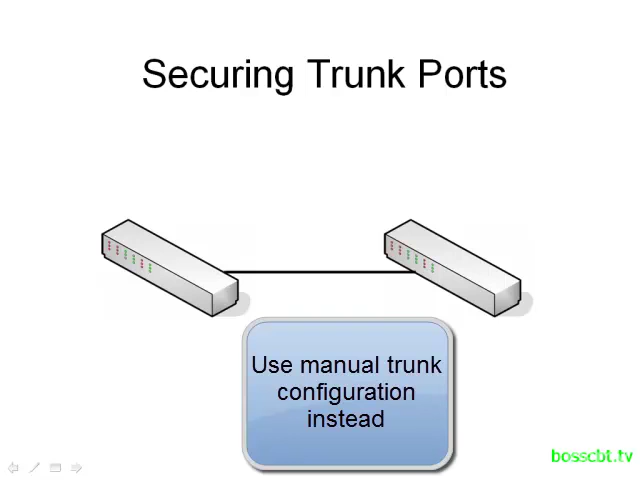 Securing Trunk Ports
Use manual trunk
configuration
instead
bosscbt.tv